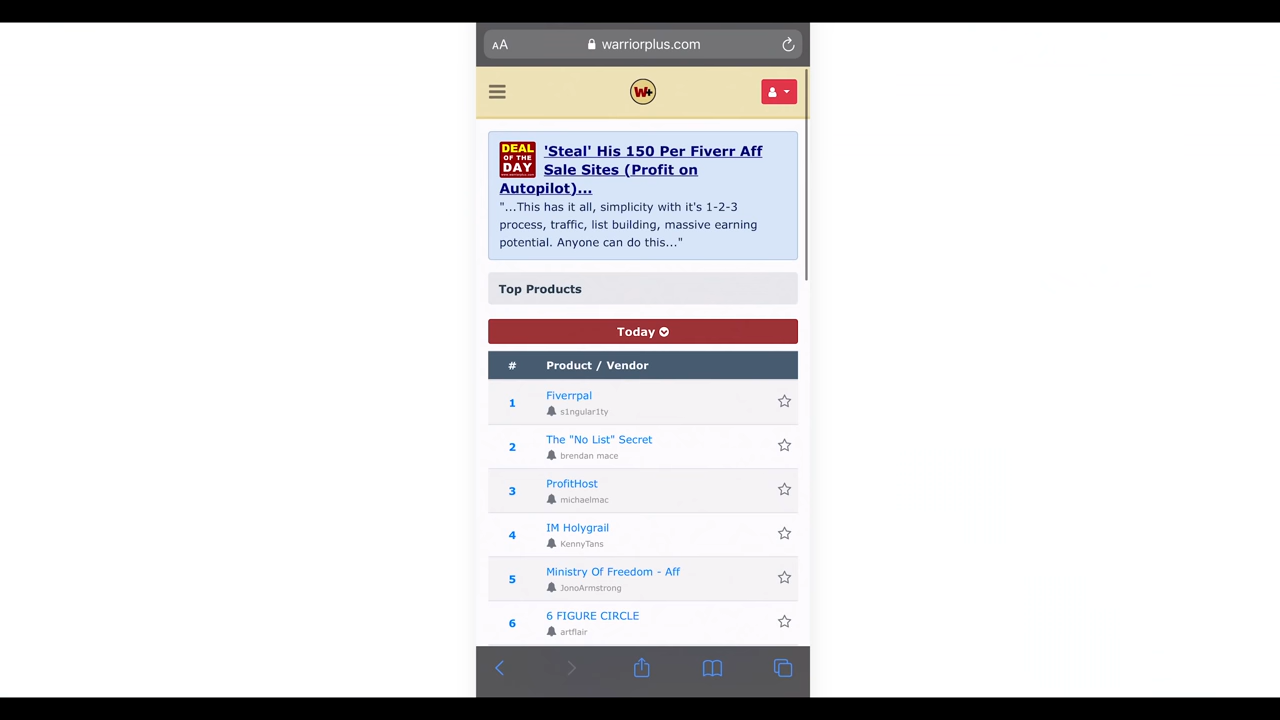 AA warriorplus.com
W+
DEAL OF THE DAY 'Steal' His 150 Per Fiverr Aff
Sale Sites (Profit on
Autopilot)...
"...This has it all, simplicity with it's 1-2-3
process, traffic, list building, massive earning
potential. Anyone can do this..."
Top Products
Today
# Product / Vendor
1 Fiverrpal
s1ngular1ty
2 The "No List" Secret
brendan mace
3 ProfitHost
michaelmac
4 IM Holygrail
KennyTans
5 Ministry Of Freedom - Aff
JonoArmstrong
6 6 FIGURE CIRCLE
artflair